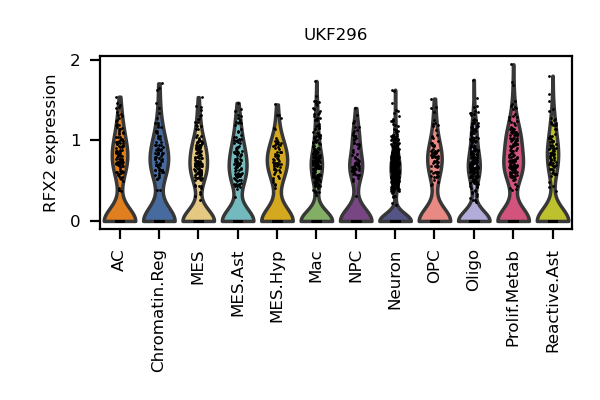 UKF296
RFX2 expression
2
1
0
AC
Chromatin.Reg
MES
MES.Ast
MES.Hyp
Mac
NPC
Neuron
OPC
Oligo
Prolif.Metab
Reactive.Ast